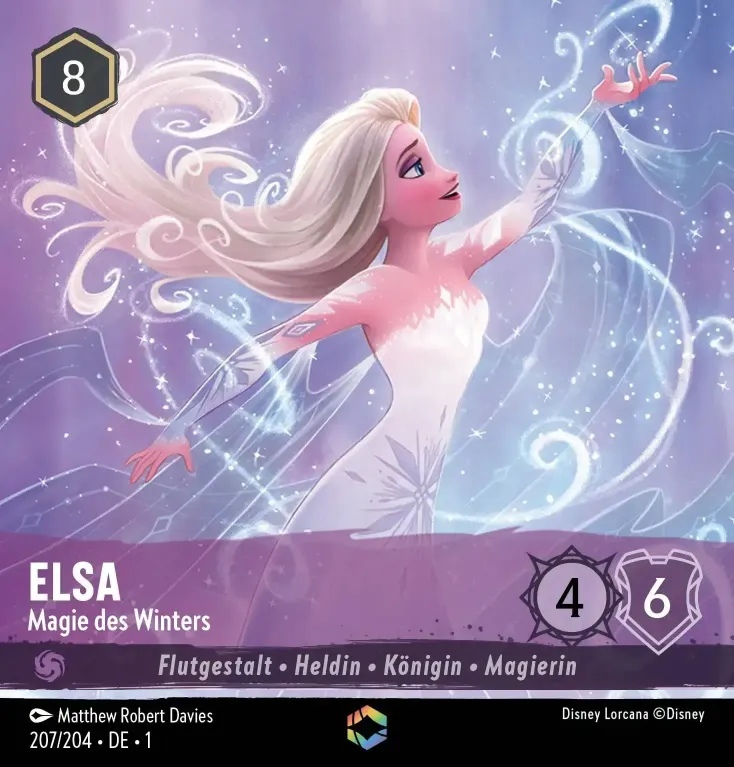 8
ELSA
Magie des Winters
4 6
Flutgestalt • Heldin • Königin • Magierin
Matthew Robert Davies
Disney Lorcana ©Disney
207/204 • DE • 1